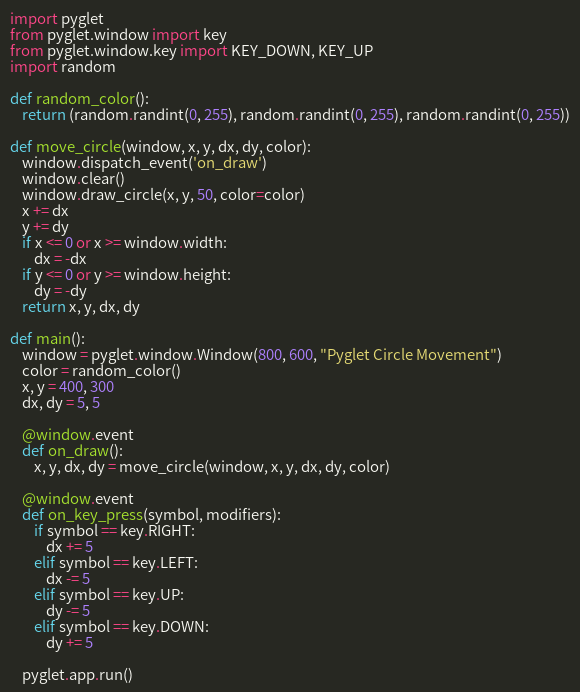 import pyglet
from pyglet.window import key
from pyglet.window.key import KEY_DOWN, KEY_UP
import random

def random_color():
    return (random.randint(0, 255), random.randint(0, 255), random.randint(0, 255))

def move_circle(window, x, y, dx, dy, color):
    window.dispatch_event('on_draw')
    window.clear()
    window.draw_circle(x, y, 50, color=color)
    x += dx
    y += dy
    if x <= 0 or x >= window.width:
        dx = -dx
    if y <= 0 or y >= window.height:
        dy = -dy
    return x, y, dx, dy

def main():
    window = pyglet.window.Window(800, 600, "Pyglet Circle Movement")
    color = random_color()
    x, y = 400, 300
    dx, dy = 5, 5

    @window.event
    def on_draw():
        x, y, dx, dy = move_circle(window, x, y, dx, dy, color)

    @window.event
    def on_key_press(symbol, modifiers):
        if symbol == key.RIGHT:
            dx += 5
        elif symbol == key.LEFT:
            dx -= 5
        elif symbol == key.UP:
            dy -= 5
        elif symbol == key.DOWN:
            dy += 5

    pyglet.app.run()